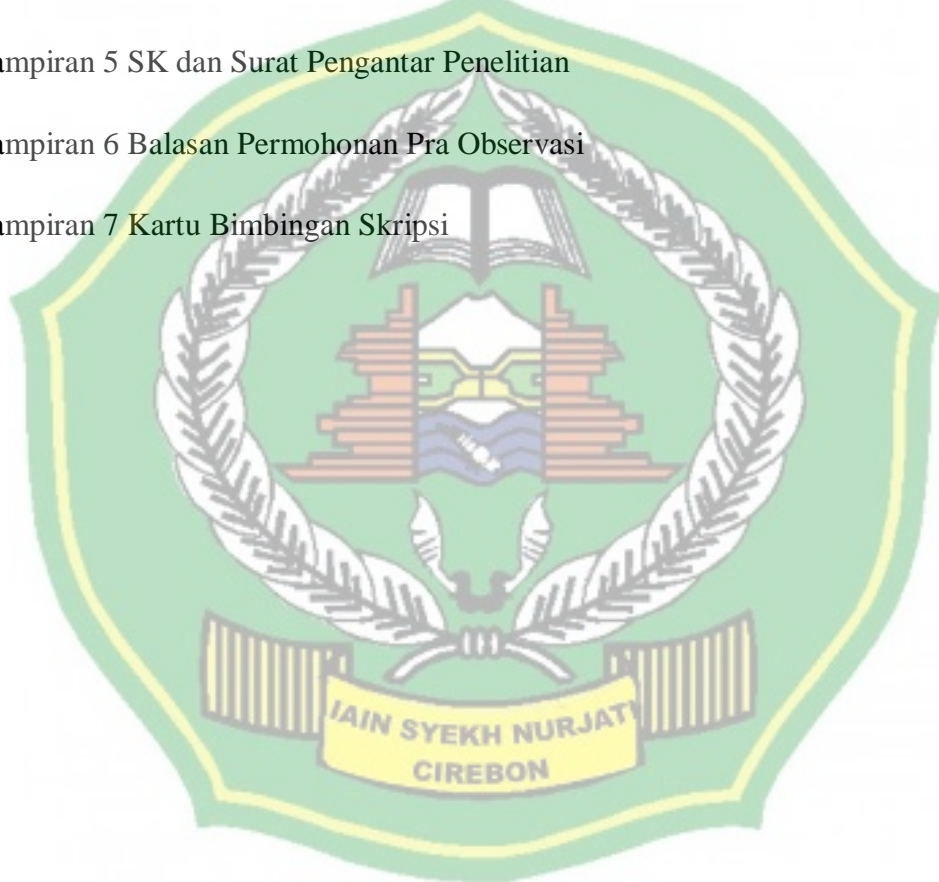 ampiran 5 SK dan Surat Pengantar Penelitian
ampiran 6 Balasan Permohonan Pra Observasi
ampiran 7 Kartu Bimbingan Skripsi
IAIN SYEKH NURJATI
CIREBON